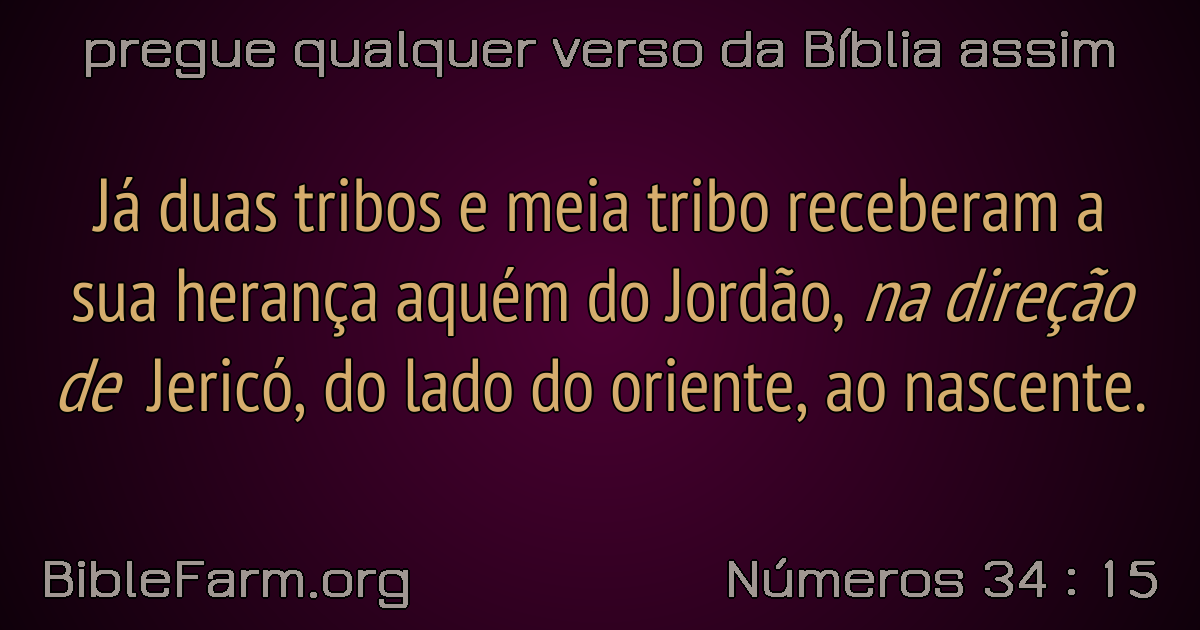 pregue qualquer verso da Bíblia assim
Já duas tribos e meia tribo receberam a
sua herança aquém do Jordão, na direção
de Jericó, do lado do oriente, ao nascente.
BibleFarm.org
Números 34 : 15